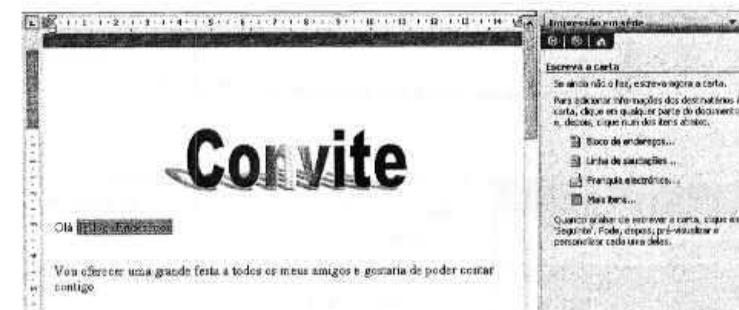 Impressão em série
Escreva a carta
Se ainda não o fez, escreva agora a carta.
Para adicionar informações dos destinatários à
carta, clique em qualquer parte do documento
e, depois, clique num dos itens abaixo.
Bloco de endereços...
Linha de saudações...
Franquia electrónica...
Mais itens...
Quando acabar de escrever a carta, clique em
'Seguinte'. Pode, depois, pré-visualizar e
personalizar cada uma delas.
Convite
Olá
Vou oferecer uma grande festa a todos os meus amigos e gostaria de poder contar
contigo